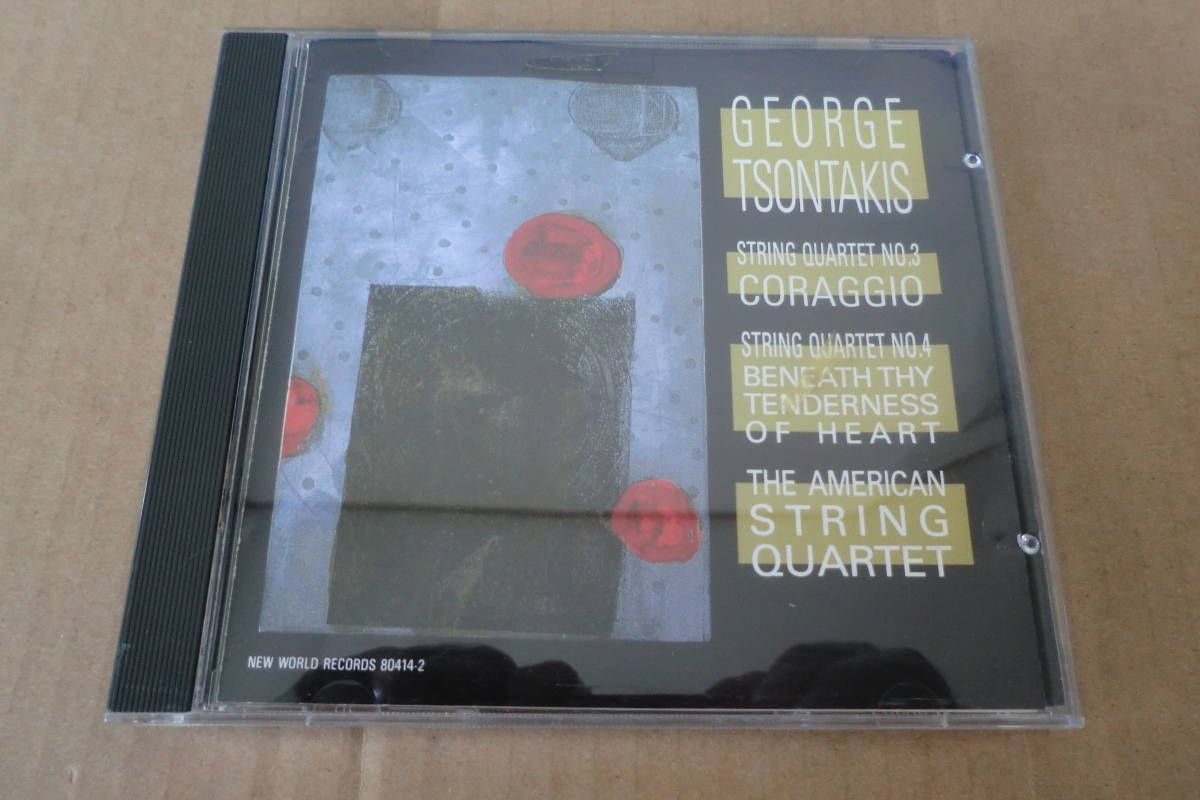 GEORGE
TSONTAKIS
STRING QUARTET NO.3
CORAGGIO
STRING QUARTET NO.4
BENEATH THY
TENDERNESS
OF HEART
THE AMERICAN
STRING
QUARTET
NEW WORLD RECORDS 80414-2